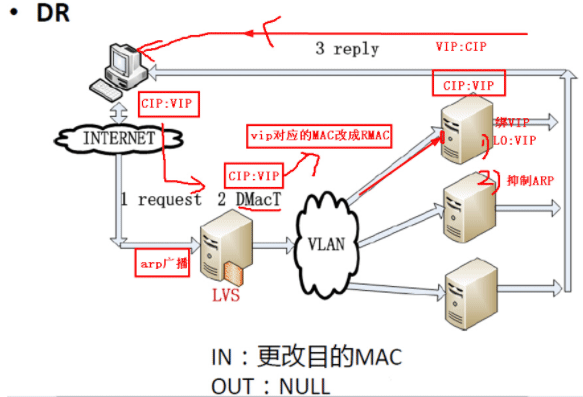 • DR
3 reply
VIP:CIP
CIP:VIP
CIP:VIP
绑VIP
LO:VIP
INTERNET
vip对应的MAC改成RMAC
CIP:VIP
抑制ARP
1 request
2 DMacT
VLAN
arp广播
LVS
IN：更改目的MAC
OUT：NULL